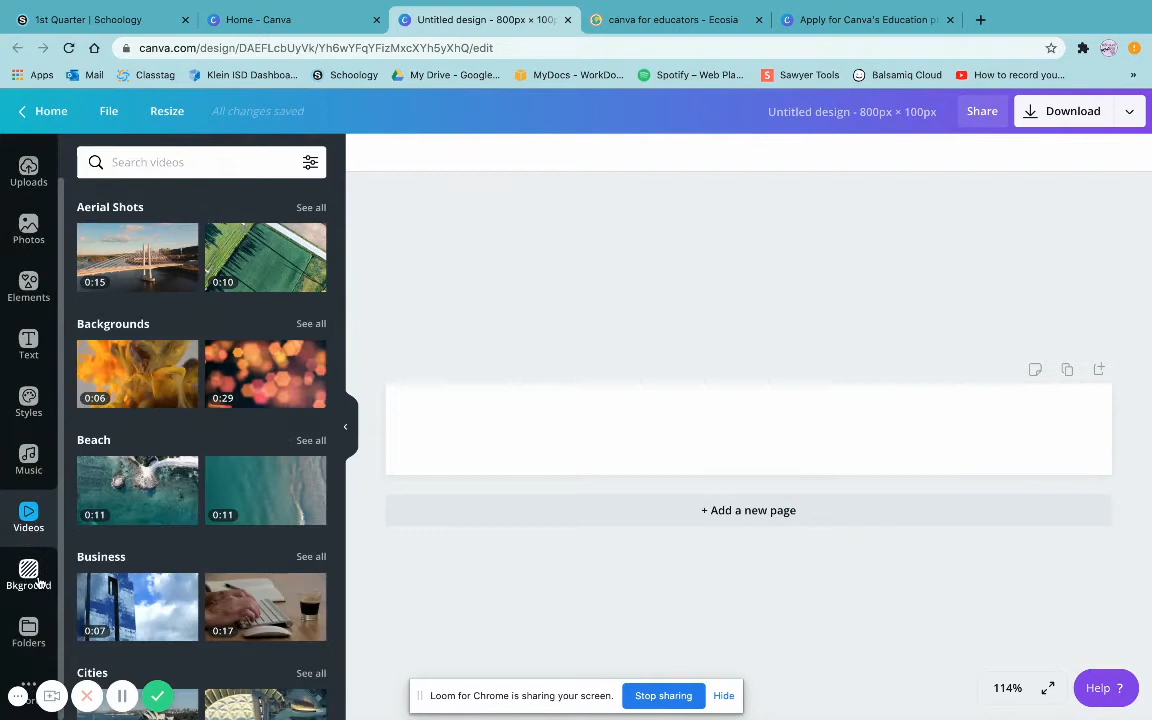 1st Quarter | Schoology
Home - Canva
Untitled design - 800px × 100p
canva for educators - Ecosia
Apply for Canva's Education p
canva.com/design/DAEFLcbUyVk/Yh6wYFqYFizMxcXYh5yXhQ/edit
Apps
Mail
Classtag
Klein ISD Dashboa...
Schoology
My Drive - Google...
MyDocs - WorkDo...
Spotify – Web Pla...
Sawyer Tools
Balsamiq Cloud
How to record you...
»
Home
File
Resize
All changes saved
Untitled design - 800px × 100px
Share
Download
Uploads
Photos
Elements
Text
Styles
Music
Videos
Bkground
Folders
Search videos
Aerial Shots
See all
0:15
0:10
Backgrounds
See all
0:06
0:29
Beach
See all
0:11
0:11
Business
See all
0:07
0:17
Cities
See all
+ Add a new page
Loom for Chrome is sharing your screen.
Stop sharing
Hide
114%
Help ?